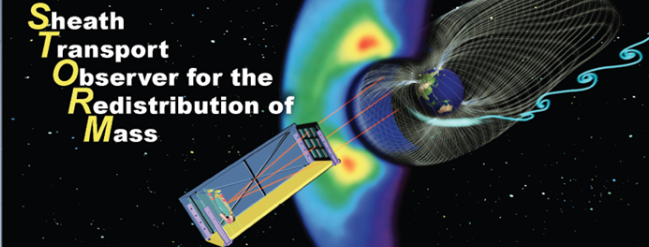 Sheath
Transport
Observer for the
Redistribution of
Mass